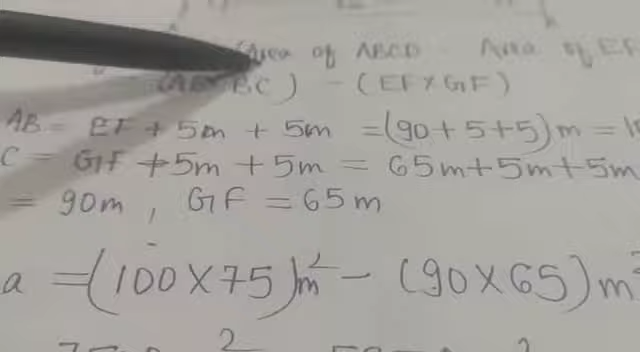 Area of ABCD - Area of EF
BC) - (EF X GF)
AB = EF + 5m + 5m = (90+5+5)m = 10
C = GF + 5m + 5m = 65m+5m+5m
= 90m, GF = 65m
a = (100 X 75)m² - (90 X 65)m²